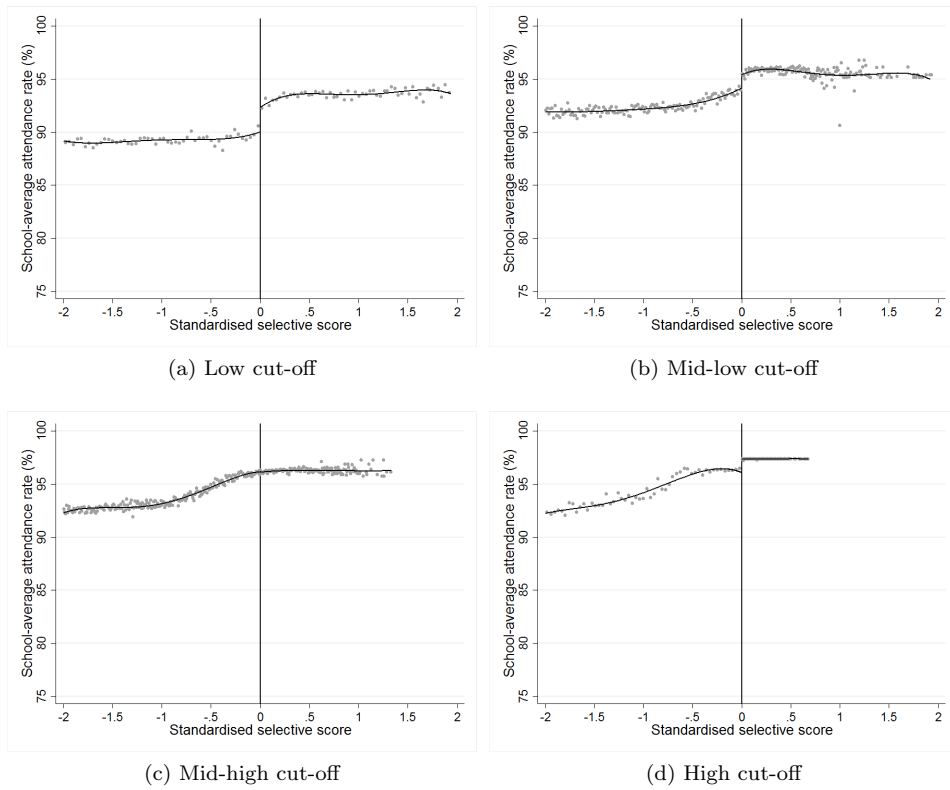 School-average attendance rate (%)
100
95
90
85
80
75
-2 -1.5 -1 -.5 0 .5 1 1.5 2
Standardised selective score
(a) Low cut-off
School-average attendance rate (%)
100
95
90
85
80
75
-2 -1.5 -1 -.5 0 .5 1 1.5 2
Standardised selective score
(b) Mid-low cut-off
School-average attendance rate (%)
100
95
90
85
80
75
-2 -1.5 -1 -.5 0 .5 1 1.5 2
Standardised selective score
(c) Mid-high cut-off
School-average attendance rate (%)
100
95
90
85
80
75
-2 -1.5 -1 -.5 0 .5 1 1.5 2
Standardised selective score
(d) High cut-off